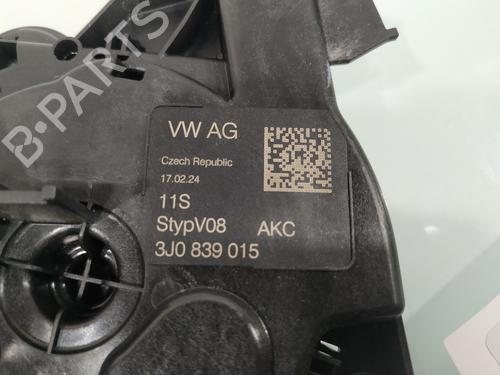 B-PARTS
VW AG
Czech Republic
17.02.24
11S
StypV08 AKC
3J0 839 015